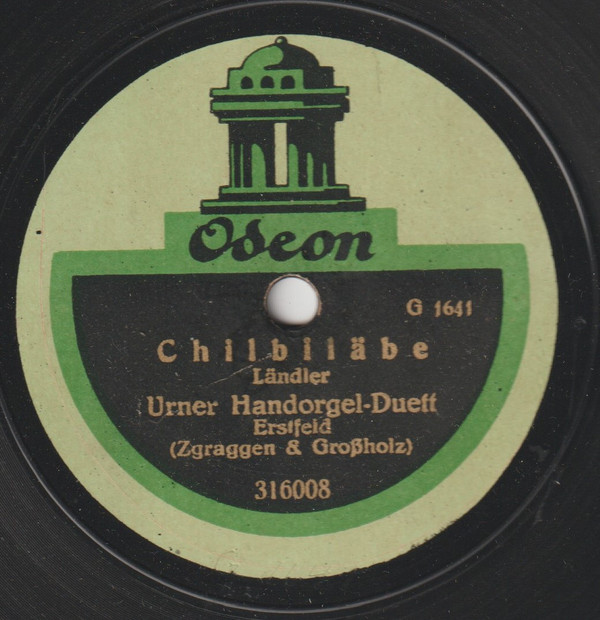 Odeon
G 1641
Chilbiläbe
Ländler
Urner Handorgel-Duett
Erstfeld
(Zgraggen & Großholz)
316008